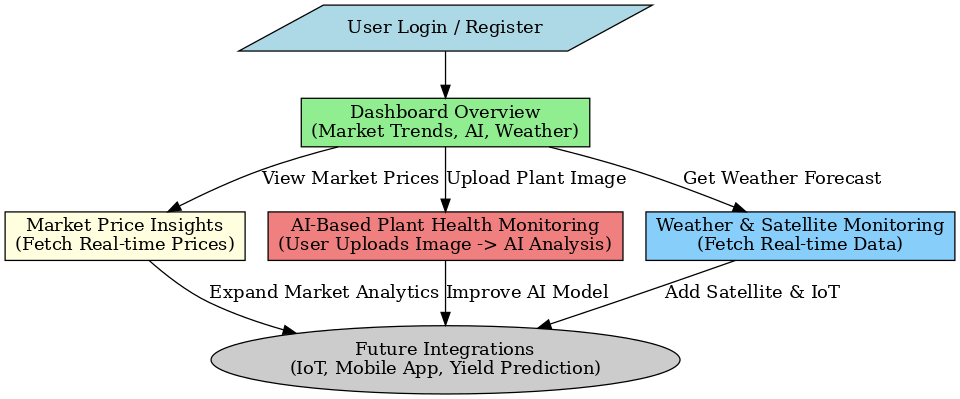 User Login / Register
Dashboard Overview
(Market Trends, AI, Weather)
View Market Prices
Upload Plant Image
Get Weather Forecast
Market Price Insights
(Fetch Real-time Prices)
AI-Based Plant Health Monitoring
(User Uploads Image -> AI Analysis)
Weather & Satellite Monitoring
(Fetch Real-time Data)
Expand Market Analytics
Improve AI Model
Add Satellite & IoT
Future Integrations
(IoT, Mobile App, Yield Prediction)